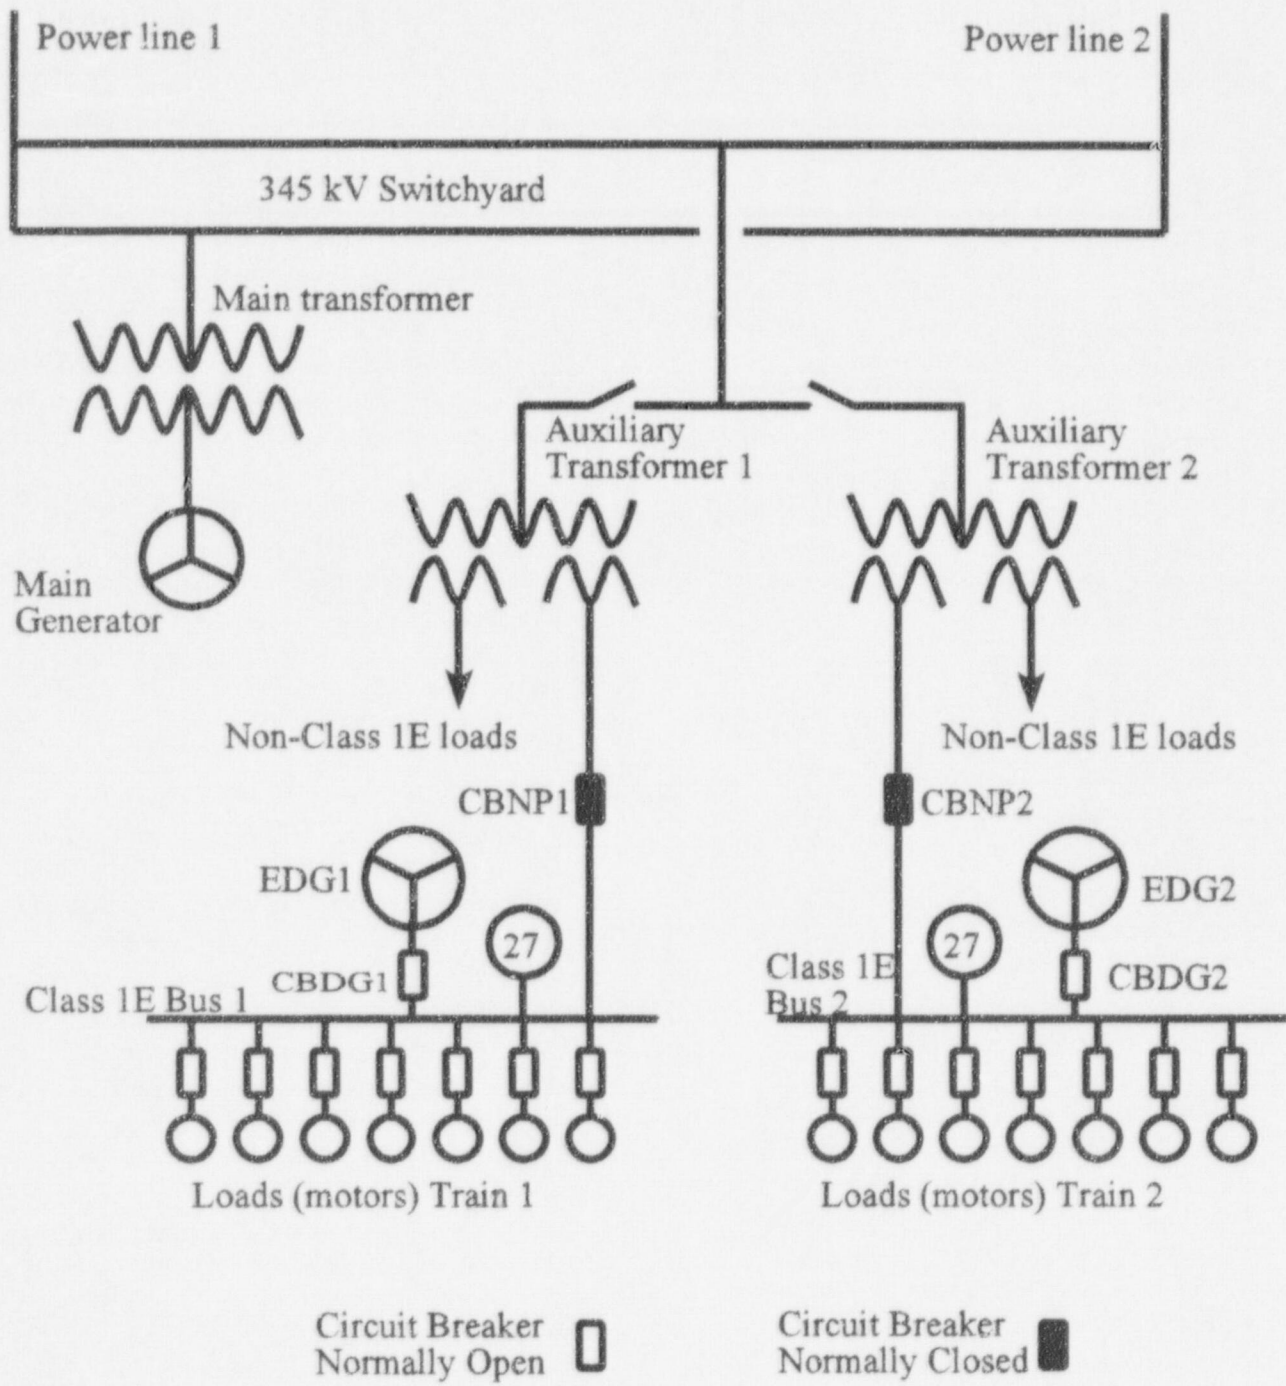 Power line 1
Power line 2
345 kV Switchyard
Main transformer
Auxiliary
Transformer 1
Auxiliary
Transformer 2
Main
Generator
Non-Class 1E loads
Non-Class 1E loads
CBNP1
CBNP2
EDG1
EDG2
27
27
CBDG1
Class 1E
Bus 2
CBDG2
Class 1E Bus 1
Loads (motors) Train 1
Loads (motors) Train 2
Circuit Breaker
Normally Open
Circuit Breaker
Normally Closed